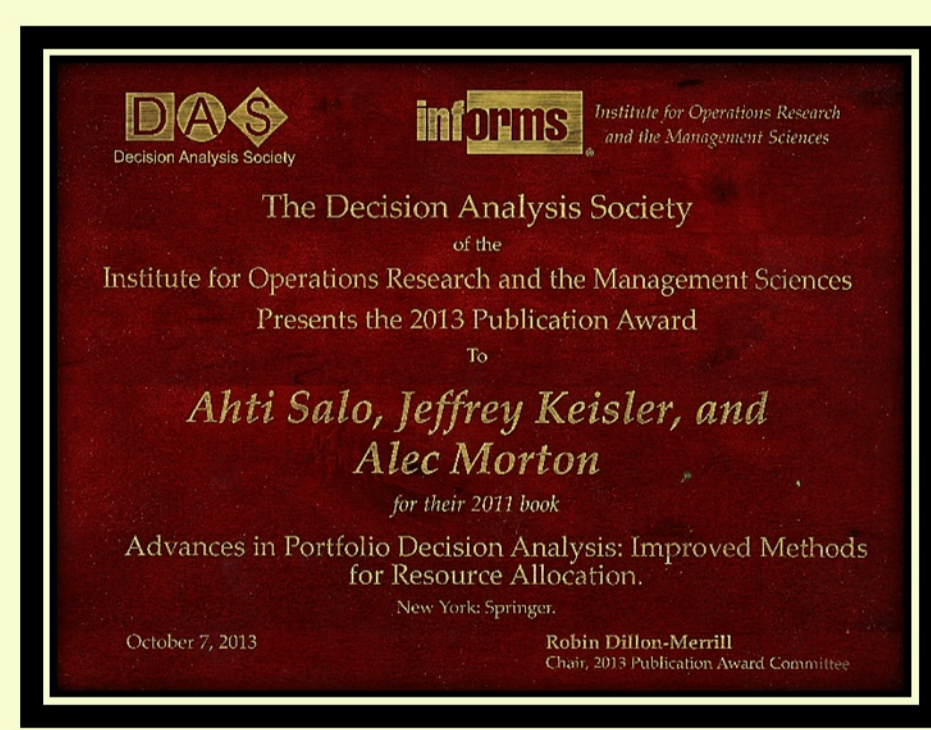 DAS
Decision Analysis Society
informs ®
Institute for Operations Research
and the Management Sciences
The Decision Analysis Society
of the
Institute for Operations Research and the Management Sciences
Presents the 2013 Publication Award
To
Ahti Salo, Jeffrey Keisler, and
Alec Morton
for their 2011 book
Advances in Portfolio Decision Analysis: Improved Methods
for Resource Allocation.
New York: Springer.
October 7, 2013
Robin Dillon-Merrill
Chair, 2013 Publication Award Committee